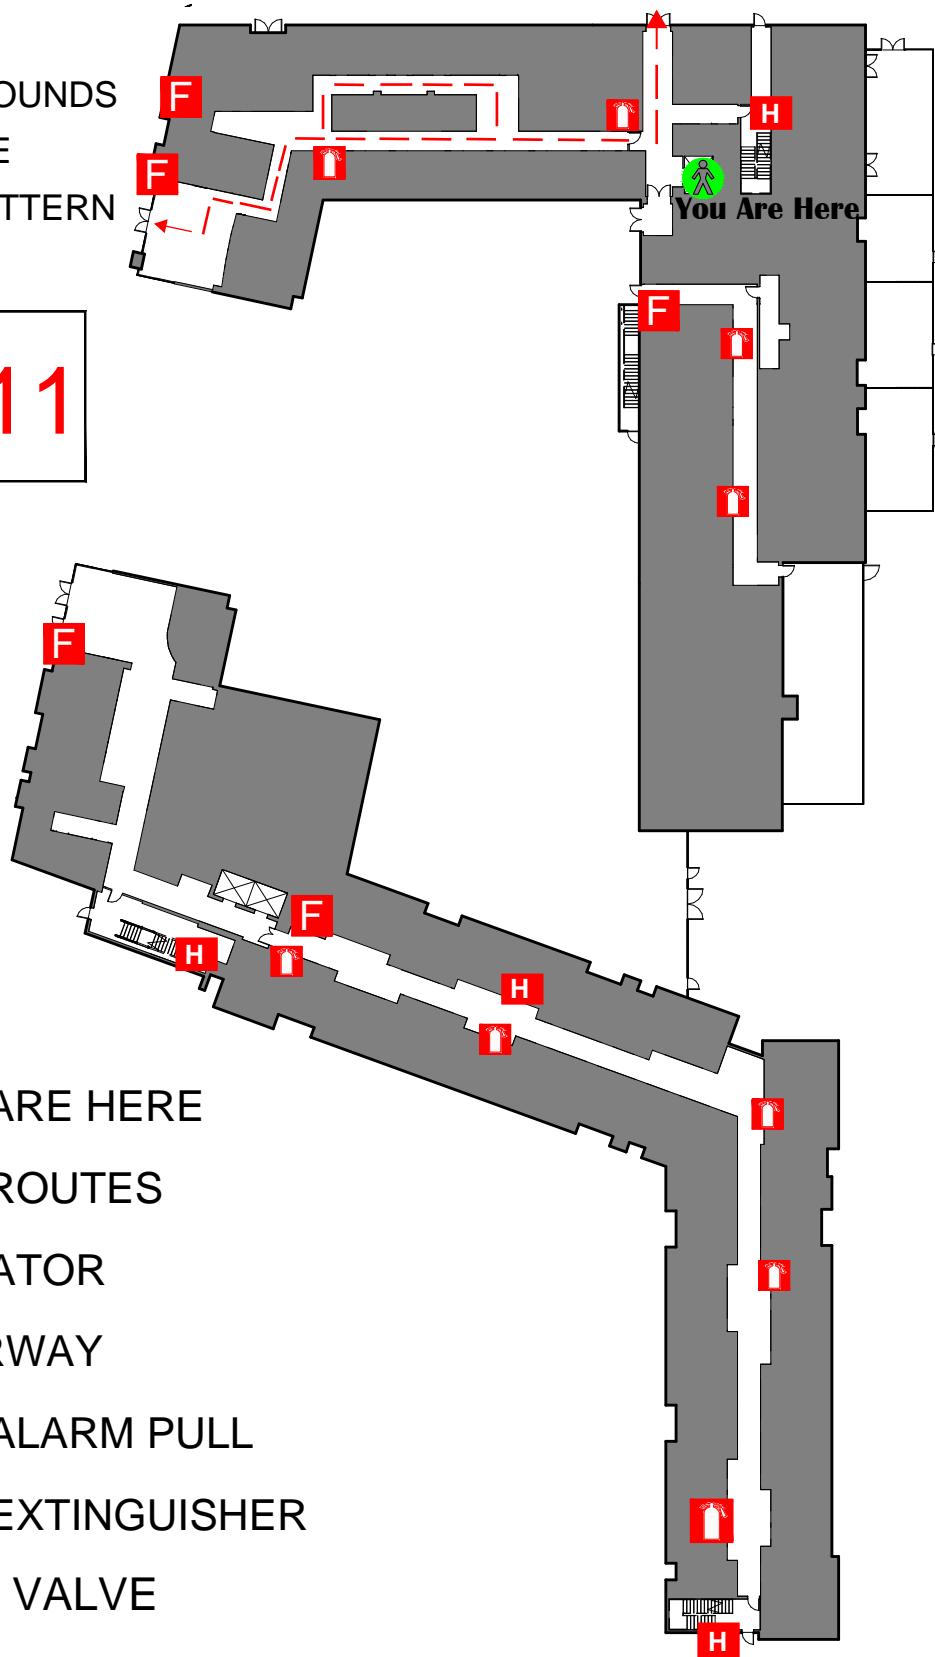 OUNDS
E
TTERN
11
F
F
H
You Are Here
F
F
F
H
H
ARE HERE
ROUTES
ATOR
RWAY
ALARM PULL
EXTINGUISHER
VALVE
H